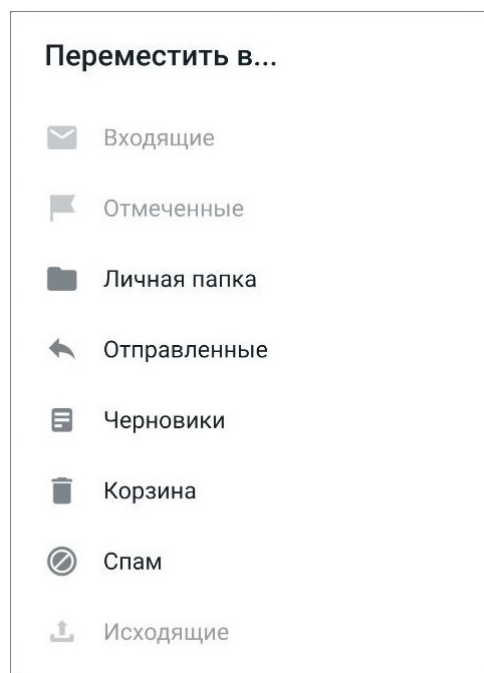 Переместить в...
Входящие
Отмеченные
Личная папка
Отправленные
Черновики
Корзина
Спам
Исходящие